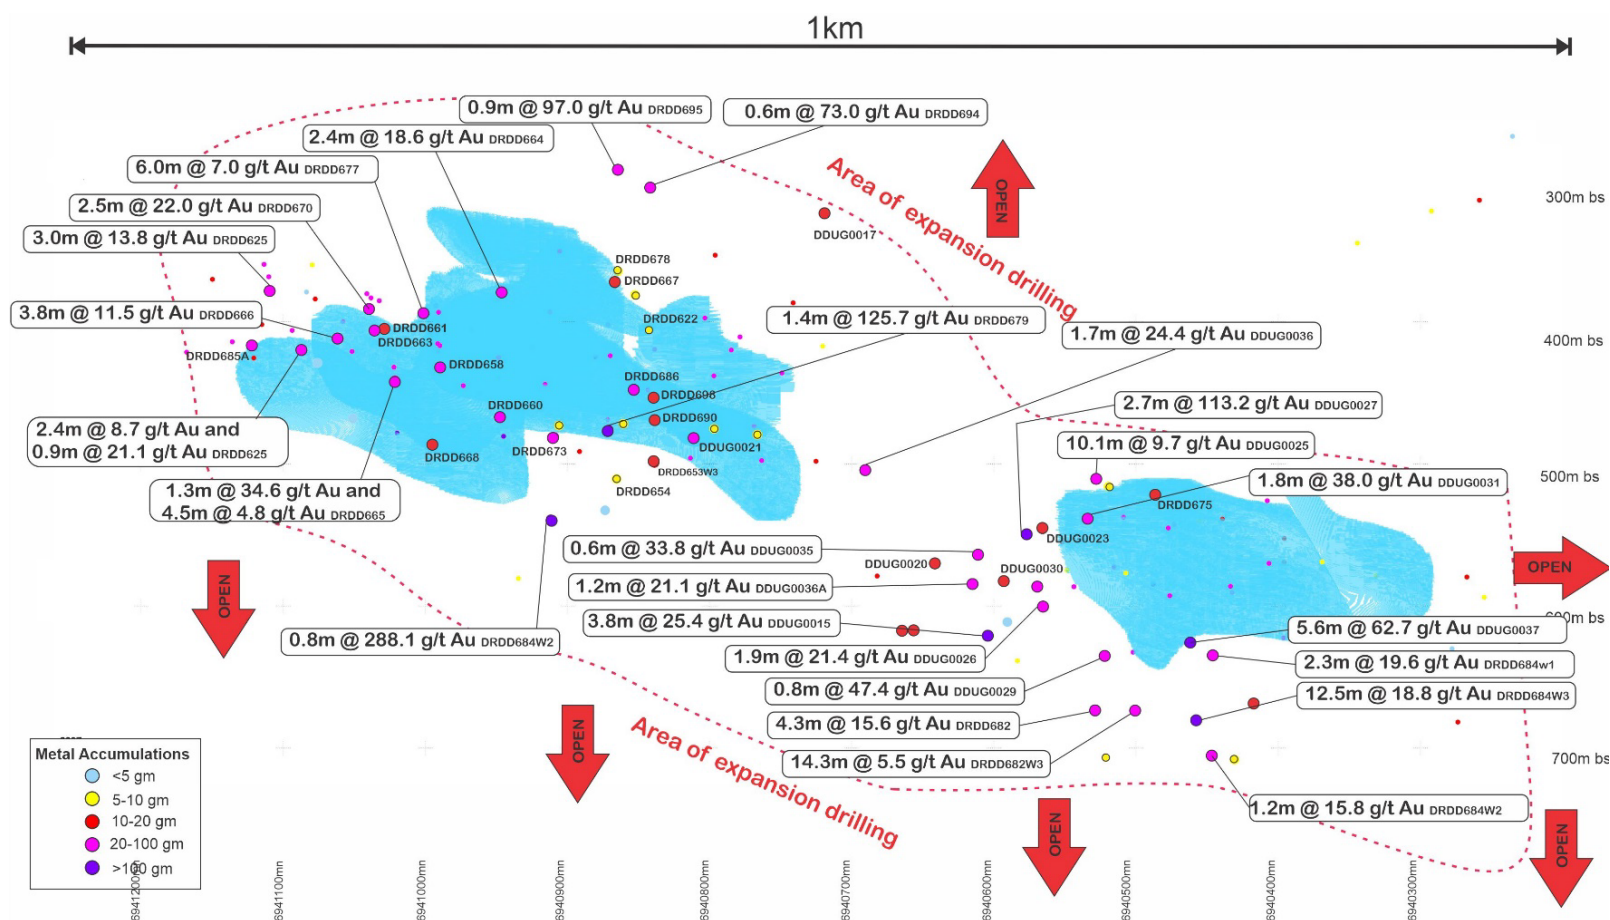 1km
0.9m @ 97.0 g/t Au DRDD695
0.6m @ 73.0 g/t Au DRDD694
2.4m @ 18.6 g/t Au DRDD664
6.0m @ 7.0 g/t Au DRDD677
2.5m @ 22.0 g/t Au DRDD670
3.0m @ 13.8 g/t Au DRDD625
3.8m @ 11.5 g/t Au DRDD666
Area of expansion drilling
OPEN
300m bs
DDUG0017
DRDD678
DRDD667
DRDD622
1.4m @ 125.7 g/t Au DRDD679
1.7m @ 24.4 g/t Au DDUG0036
400m bs
DRDD661
DRDD663
DRDD685A
DRDD658
DRDD686
DRDD698
DRDD660
DRDD690
2.7m @ 113.2 g/t Au DDUG0027
2.4m @ 8.7 g/t Au and
0.9m @ 21.1 g/t Au DRDD625
DRDD668
DRDD673
DDUG0021
10.1m @ 9.7 g/t Au DDUG0025
DRDD653W3
DRDD654
500m bs
1.3m @ 34.6 g/t Au and
4.5m @ 4.8 g/t Au DRDD665
1.8m @ 38.0 g/t Au DDUG0031
DRDD675
DDUG0023
0.6m @ 33.8 g/t Au DDUG0035
DDUG0020
DDUG0030
OPEN
OPEN
1.2m @ 21.1 g/t Au DDUG0036A
3.8m @ 25.4 g/t Au DDUG0015
600m bs
0.8m @ 288.1 g/t Au DRDD684W2
5.6m @ 62.7 g/t Au DDUG0037
1.9m @ 21.4 g/t Au DDUG0026
2.3m @ 19.6 g/t Au DRDD684w1
0.8m @ 47.4 g/t Au DDUG0029
12.5m @ 18.8 g/t Au DRDD684W3
4.3m @ 15.6 g/t Au DRDD682
14.3m @ 5.5 g/t Au DRDD682W3
OPEN
Area of expansion drilling
700m bs
1.2m @ 15.8 g/t Au DRDD684W2
OPEN
OPEN
Metal Accumulations
<5 gm
5-10 gm
10-20 gm
20-100 gm
>100 gm
6941200mn
6941100mn
6941000mn
6940900mn
6940800mn
6940700mn
6940600mn
6940500mn
6940400mn
6940300mn